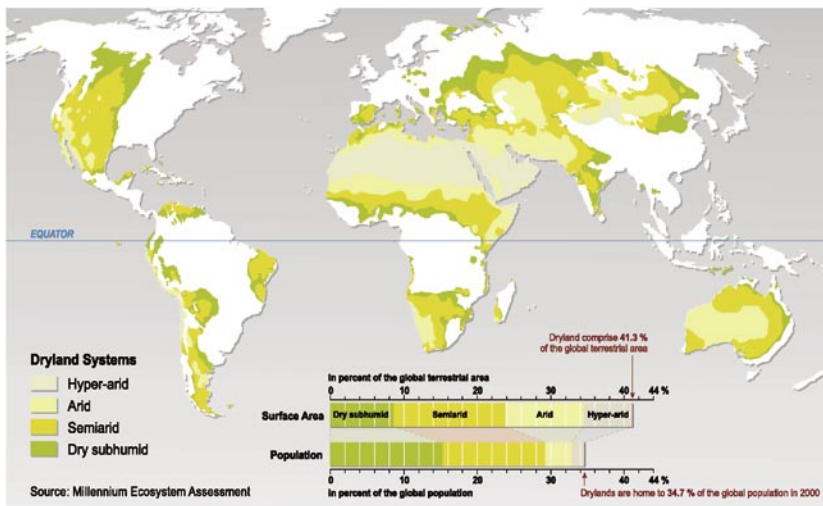 EQUATOR
Dryland Systems
Hyper-arid
Arid
Semiarid
Dry subhumid
Source: Millennium Ecosystem Assessment
Dryland comprise 41.3 %
of the global terrestrial area
In percent of the global terrestrial area
0 10 20 30 40 44 %
Surface Area Dry subhumid Semiarid Arid Hyper-arid
Population
0 10 20 30 40 44 %
In percent of the global population
Drylands are home to 34.7 % of the global population in 2000